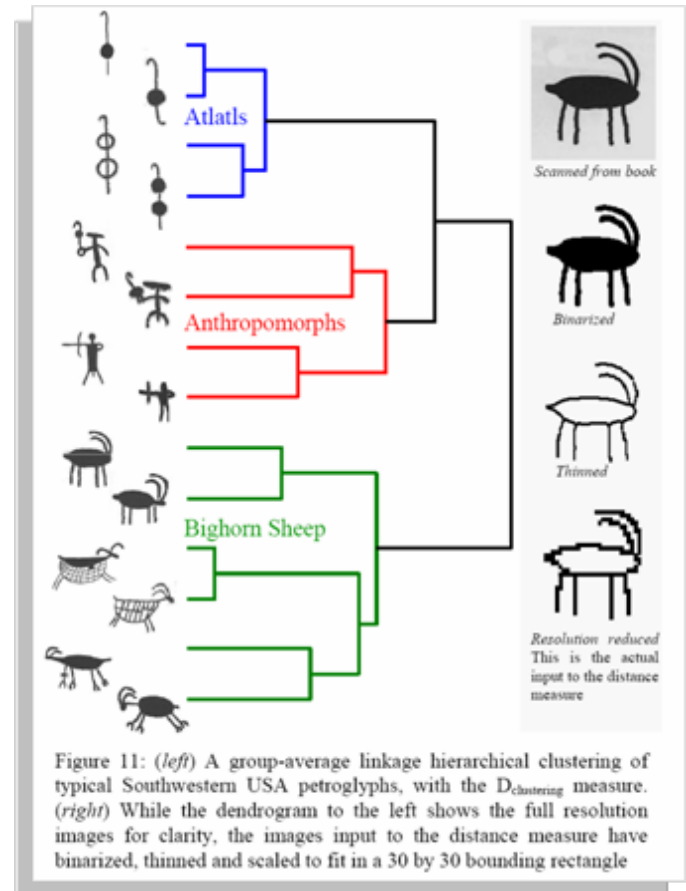 Atlatls
Anthropomorphs
Bighorn Sheep
Scanned from book
Binarized
Thinned
Resolution reduced
This is the actual
input to the distance
measure
Figure 11: (left) A group-average linkage hierarchical clustering of
typical Southwestern USA petroglyphs, with the Dclustering measure.
(right) While the dendrogram to the left shows the full resolution
images for clarity, the images input to the distance measure have
binarized, thinned and scaled to fit in a 30 by 30 bounding rectangle